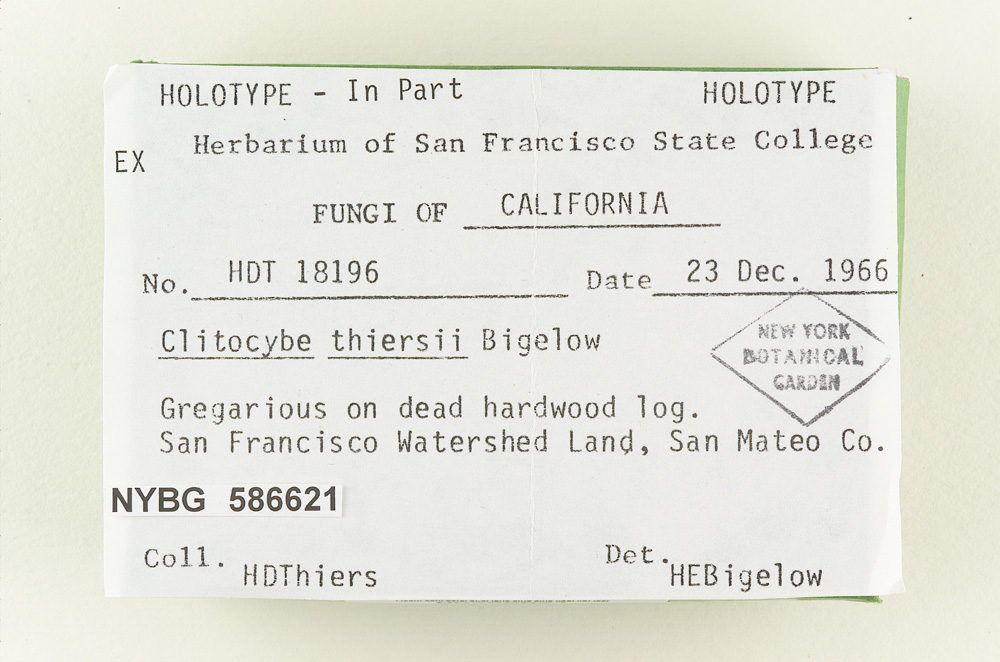 HOLOTYPE - In Part HOLOTYPE
EX Herbarium of San Francisco State College
FUNGI OF CALIFORNIA
No. HDT 18196 Date 23 Dec. 1966
Clitocybe thiersii Bigelow
NEW YORK
BOTANICAL
GARDEN
Gregarious on dead hardwood log.
San Francisco Watershed Land, San Mateo Co.
NYBG 586621
Coll. HDThiers Det. HEBigelow